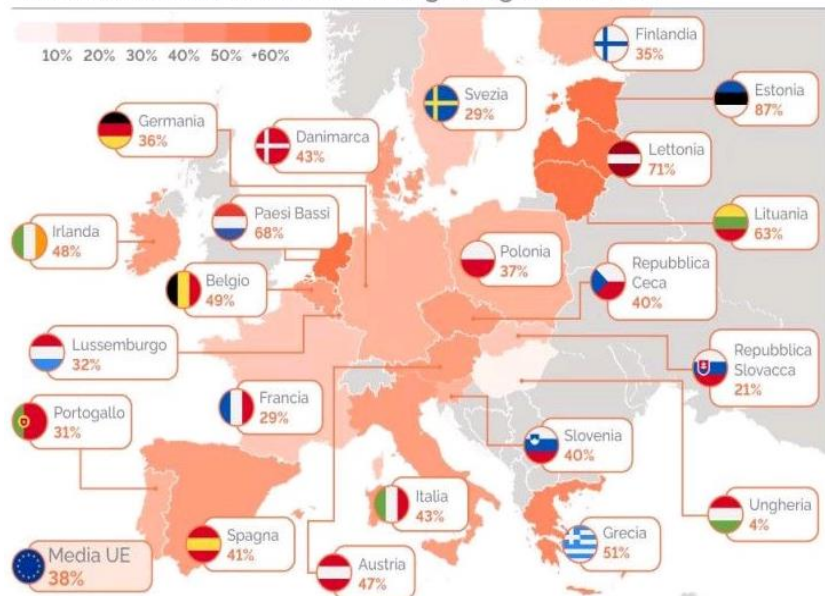 10% 20% 30% 40% 50% +60%
Finlandia
35%
Svezia
29%
Estonia
87%
Germania
36%
Danimarca
43%
Lettonia
71%
Irlanda
48%
Paesi Bassi
68%
Lituania
63%
Polonia
37%
Belgio
49%
Repubblica
Ceca
40%
Lussemburgo
32%
Repubblica
Slovacca
21%
Francia
29%
Portogallo
31%
Slovenia
40%
Italia
43%
Ungheria
4%
Spagna
41%
Grecia
51%
Media UE
38%
Austria
47%